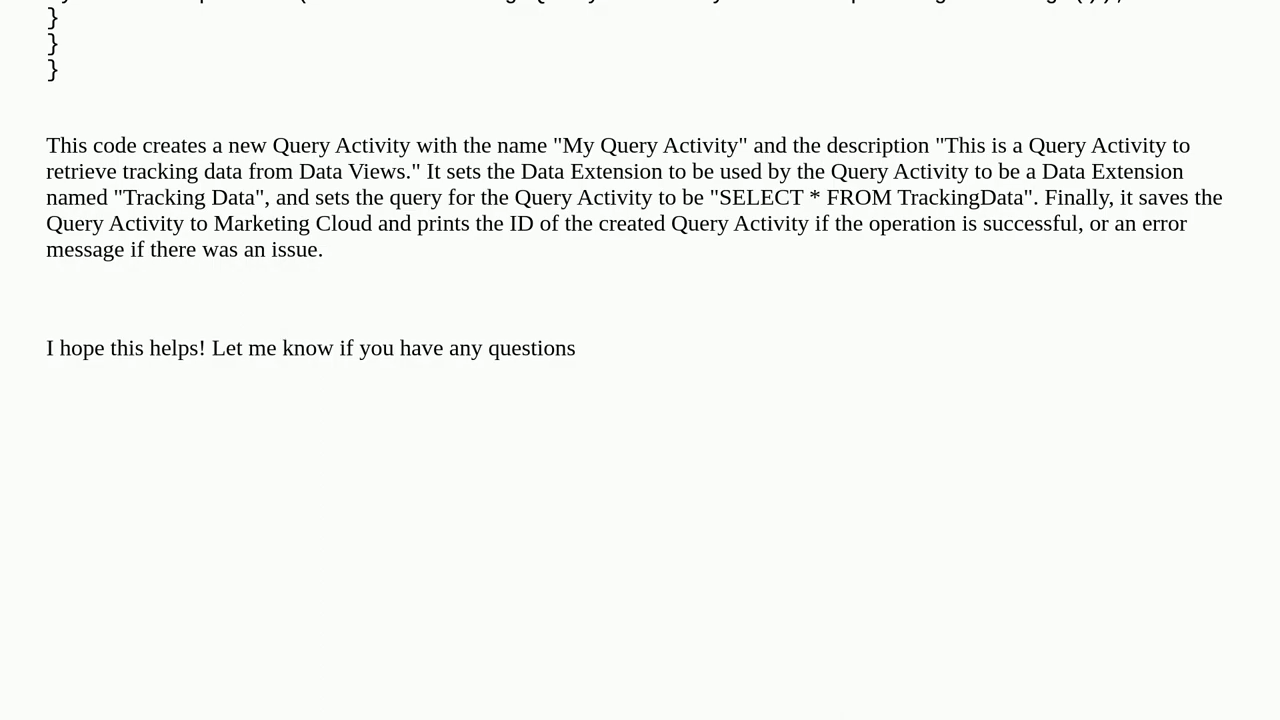 }
}
}
This code creates a new Query Activity with the name "My Query Activity" and the description "This is a Query Activity to
retrieve tracking data from Data Views." It sets the Data Extension to be used by the Query Activity to be a Data Extension
named "Tracking Data", and sets the query for the Query Activity to be "SELECT * FROM TrackingData". Finally, it saves the
Query Activity to Marketing Cloud and prints the ID of the created Query Activity if the operation is successful, or an error
message if there was an issue.
I hope this helps! Let me know if you have any questions